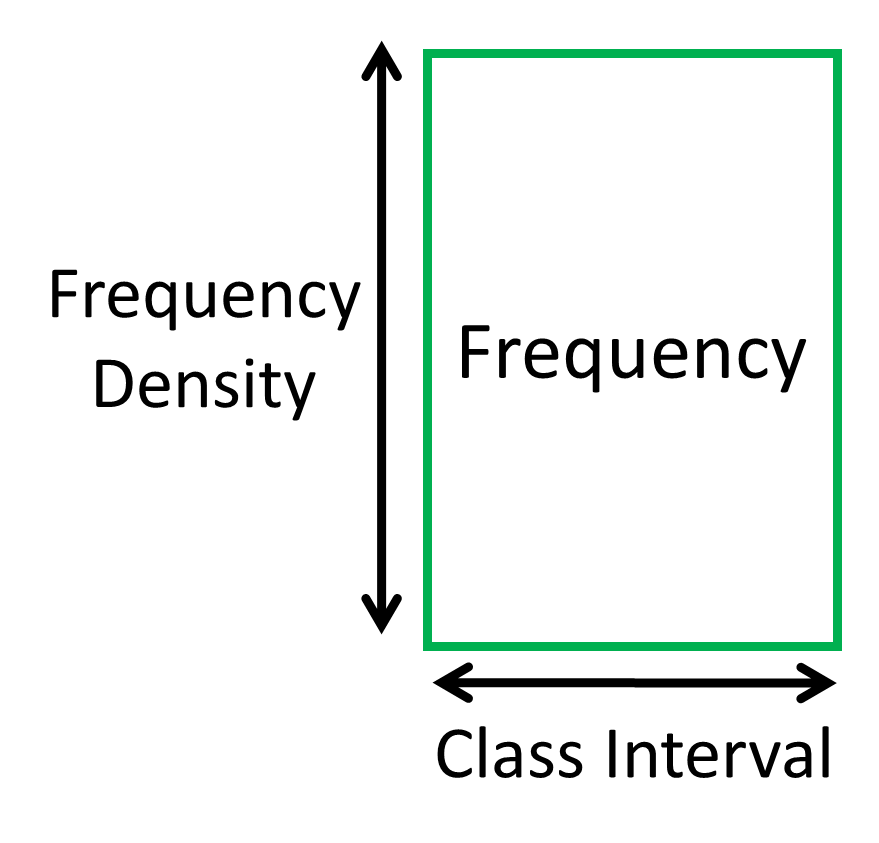 Frequency
Density
Frequency
Class Interval